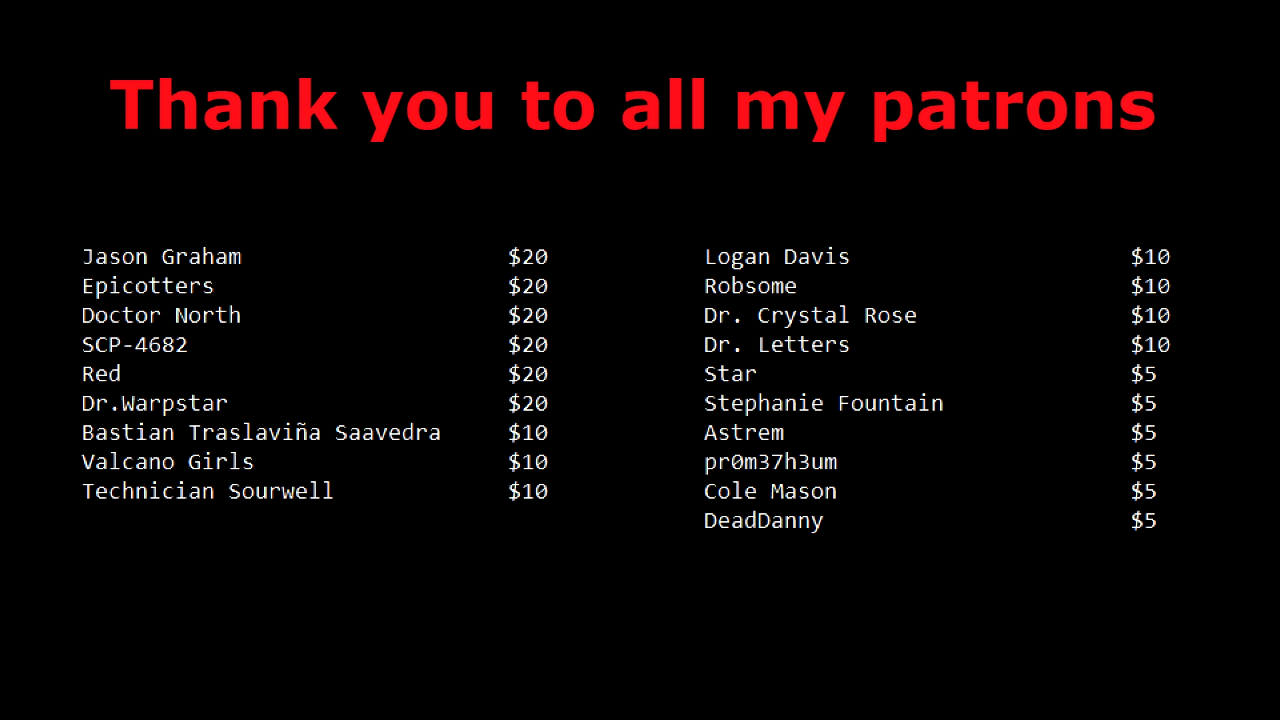 Thank you to all my patrons
Jason Graham $20
Epicotters $20
Doctor North $20
SCP-4682 $20
Red $20
Dr.Warpstar $20
Bastian Traslaviña Saavedra $10
Valcano Girls $10
Technician Sourwell $10
Logan Davis $10
Robsome $10
Dr. Crystal Rose $10
Dr. Letters $10
Star $5
Stephanie Fountain $5
Astrem $5
pr0m37h3um $5
Cole Mason $5
DeadDanny $5